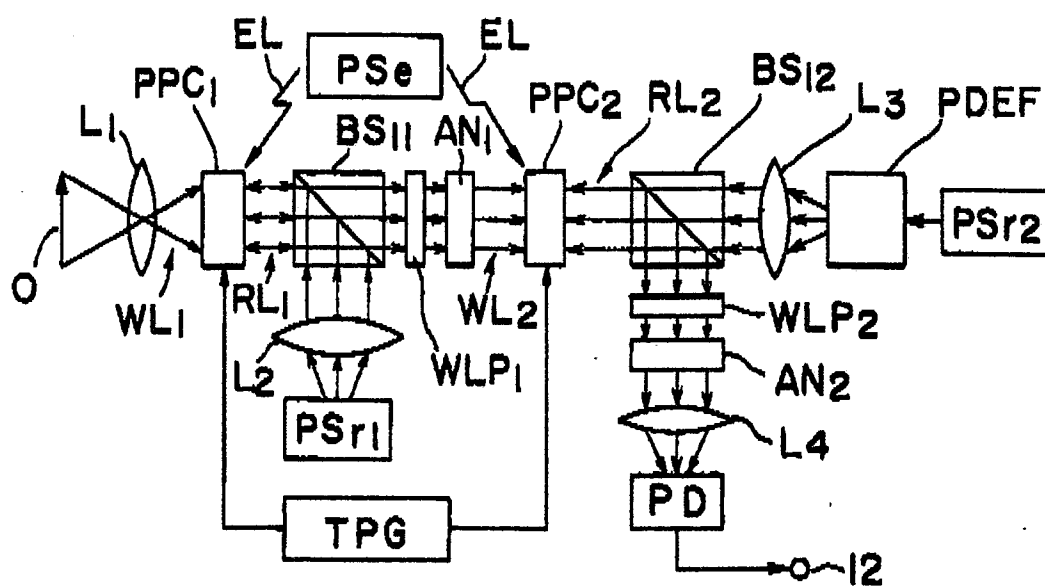 EL
EL
PSe
PPC1
PPC2
RL2
BS12
L3
PDEF
L1
BS11
AN1
PSr2
O
WL1
RL1
WL2
WLP2
L2
WLP1
AN2
PSr1
L4
PD
TPG
12